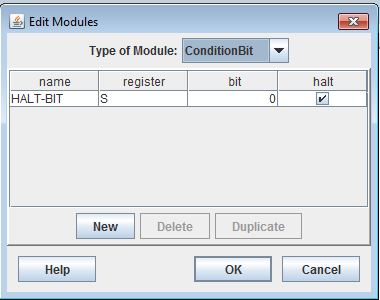 Edit Modules
Type of Module: ConditionBit
name register bit halt
HALT-BIT S 0
New Delete Duplicate
Help OK Cancel